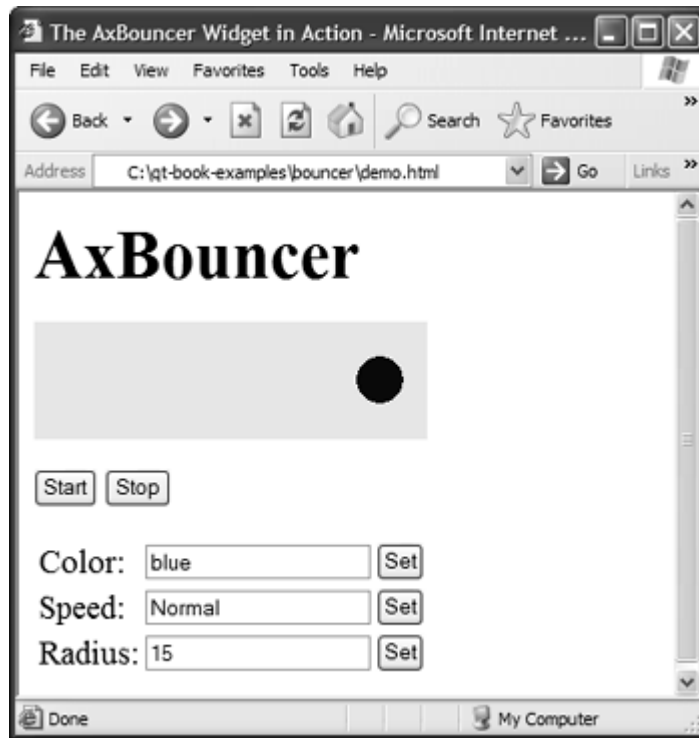 The AxBouncer Widget in Action - Microsoft Internet ...
File Edit View Favorites Tools Help
Back Search Favorites »
Address C:\qt-book-examples\bouncer\demo.html Go Links »
AxBouncer
Start Stop
Color: blue Set
Speed: Normal Set
Radius: 15 Set
Done My Computer